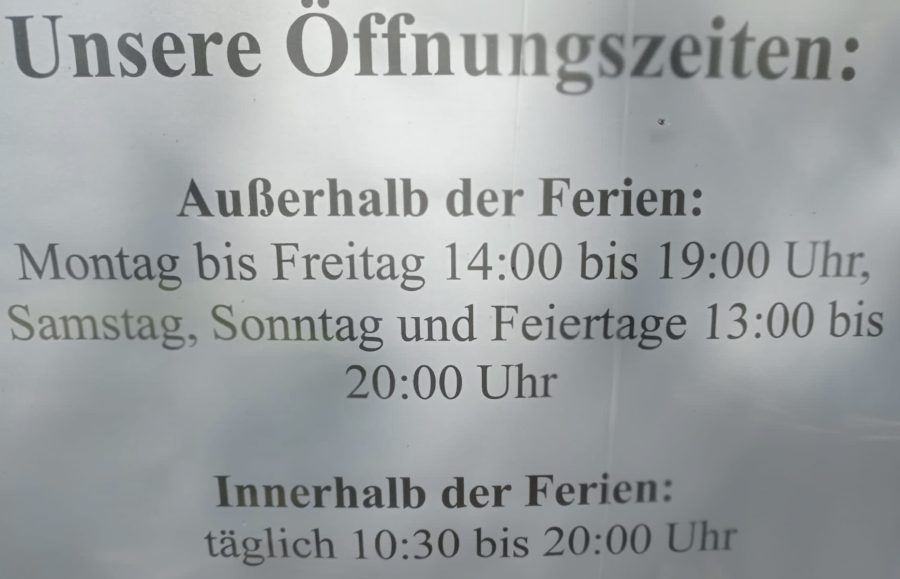 Unsere Öffnungszeiten:
Außerhalb der Ferien:
Montag bis Freitag 14:00 bis 19:00 Uhr,
Samstag, Sonntag und Feiertage 13:00 bis
20:00 Uhr
Innerhalb der Ferien:
täglich 10:30 bis 20:00 Uhr